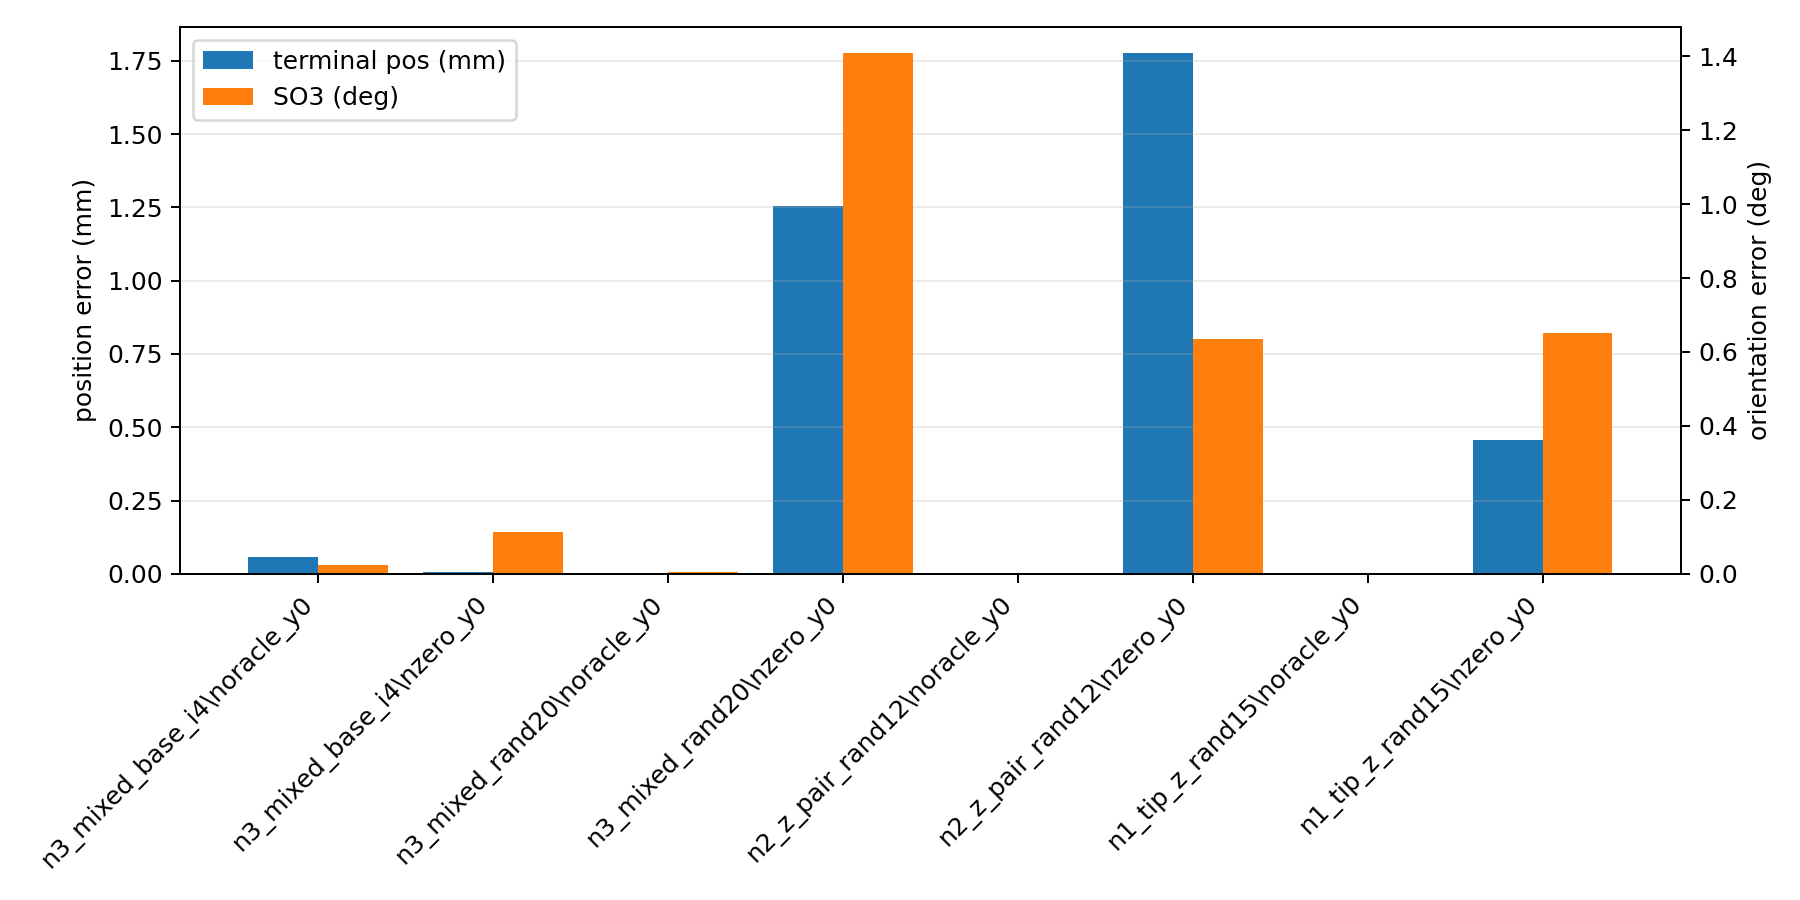 terminal pos (mm)
SO3 (deg)
position error (mm)
1.75
1.50
1.25
1.00
0.75
0.50
0.25
0.00
1.4
1.2
1.0
0.8
0.6
0.4
0.2
0.0
orientation error (deg)
n3_mixed_base_i4\noracle_y0
n3_mixed_base_i4\nzero_y0
n3_mixed_rand20\noracle_y0
n3_mixed_rand20\nzero_y0
n2_z_pair_rand12\noracle_y0
n2_z_pair_rand12\nzero_y0
n1_tip_z_rand15\noracle_y0
n1_tip_z_rand15\nzero_y0